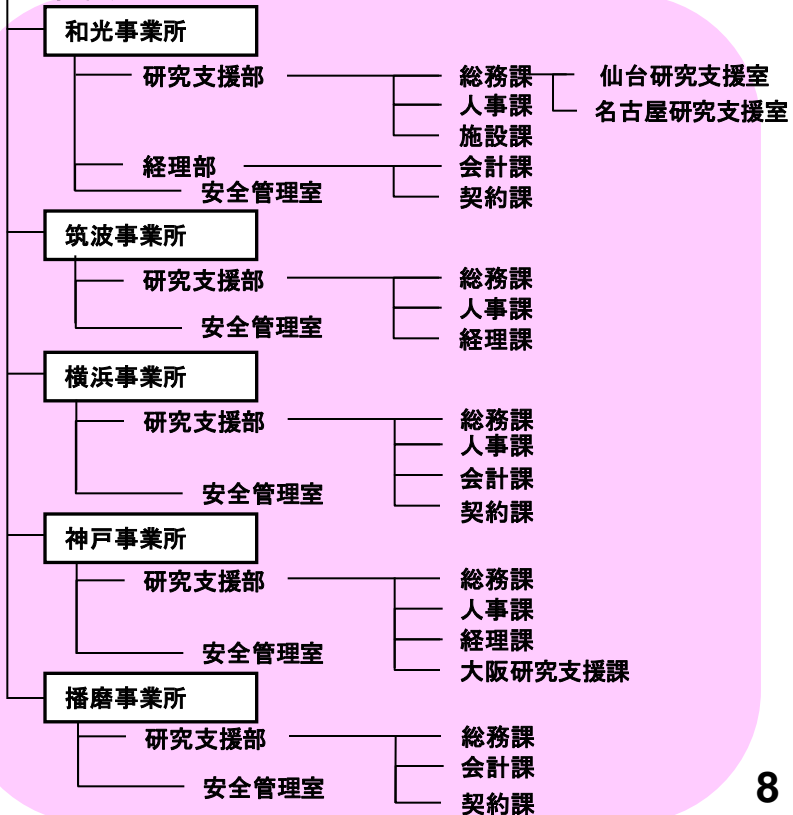 和光事業所
研究支援部 総務課 仙台研究支援室
人事課 名古屋研究支援室
施設課
経理部 会計課
安全管理室 契約課
筑波事業所
研究支援部 総務課
人事課
安全管理室 経理課
横浜事業所
研究支援部 総務課
人事課
会計課
安全管理室 契約課
神戸事業所
研究支援部 総務課
人事課
安全管理室 経理課
大阪研究支援課
播磨事業所
研究支援部 総務課
会計課
安全管理室 契約課
8